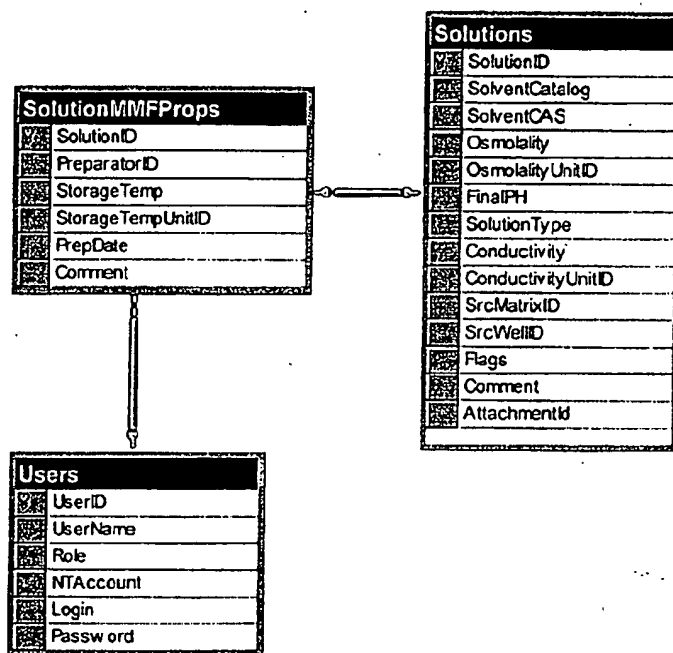 Solutions
SolutionID
SolventCatalog
SolventCAS
Osmolality
OsmolalityUnitID
FinalPH
SolutionType
Conductivity
ConductivityUnitID
SrcMatrixID
SrcWellID
Flags
Comment
AttachmentId
SolutionMMFProps
SolutionID
PreparatorID
StorageTemp
StorageTempUnitID
PrepDate
Comment
Users
UserID
UserName
Role
NTAccount
Login
Password